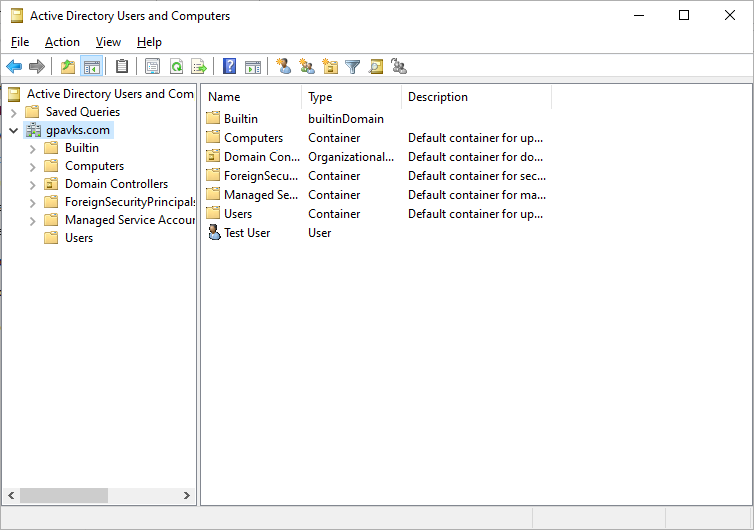 Active Directory Users and Computers
File Action View Help
Active Directory Users and Com
Saved Queries
gpavks.com
Builtin
Computers
Domain Controllers
ForeignSecurityPrincipals
Managed Service Accour
Users
Name Type Description
Builtin builtinDomain
Computers Container Default container for up...
Domain Con... Organizational... Default container for do...
ForeignSecu... Container Default container for sec...
Managed Se... Container Default container for ma...
Users Container Default container for up...
Test User User